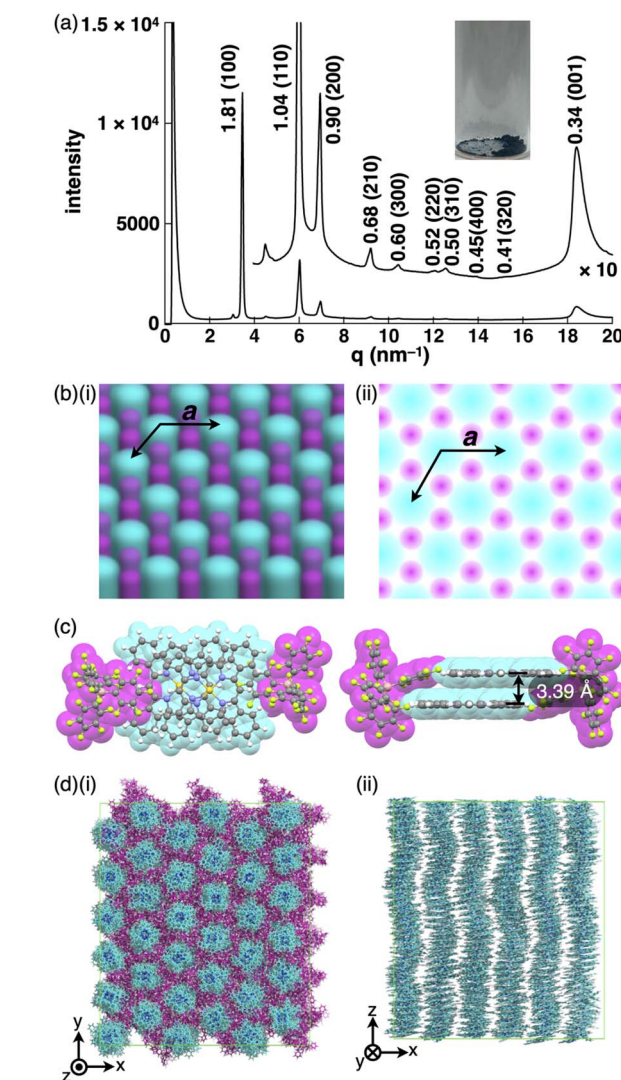 (a)
1.5 × 10⁴
1 × 10⁴
5000
0
intensity
1.81 (100)
1.04 (110)
0.90 (200)
0.68 (210)
0.60 (300)
0.52 (220)
0.50 (310)
0.45(400)
0.41(320)
0.34 (001)
× 10
0 2 4 6 8 10 12 14 16 18 20
q (nm⁻¹)
(b)(i)
a
(ii)
a
(c)
3.39 Å
(d)(i)
y
z
x
(ii)
z
y
x